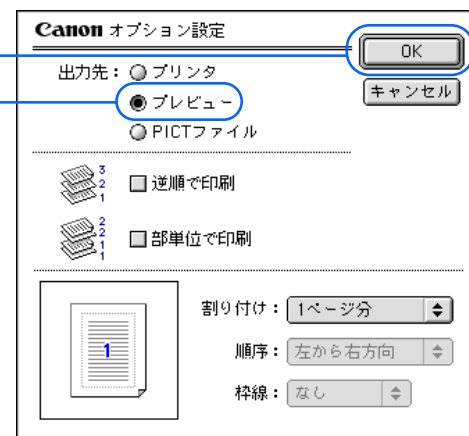 Canon オプション設定
OK
出力先： プリンタ
キャンセル
プレビュー
PICTファイル
3
2
1
逆順で印刷
2
2
1
1
部単位で印刷
割り付け： 1ページ分
1
順序： 左から右方向
枠線： なし